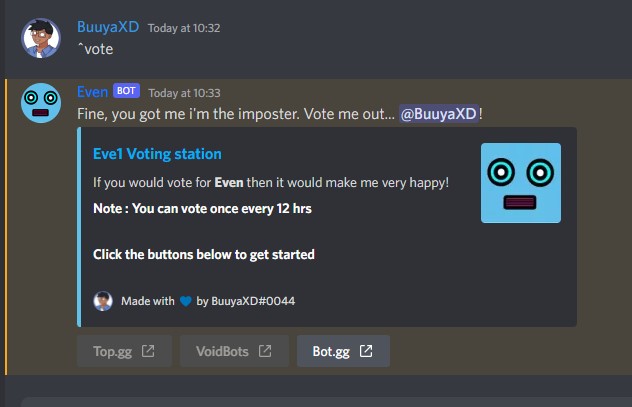 BuuyaXD Today at 10:32
^vote
Even BOT Today at 10:33
Fine, you got me i'm the imposter. Vote me out... @BuuyaXD!
Eve1 Voting station
If you would vote for Even then it would make me very happy!
Note : You can vote once every 12 hrs
Click the buttons below to get started
Made with 💙 by BuuyaXD#0044
Top.gg VoidBots Bot.gg